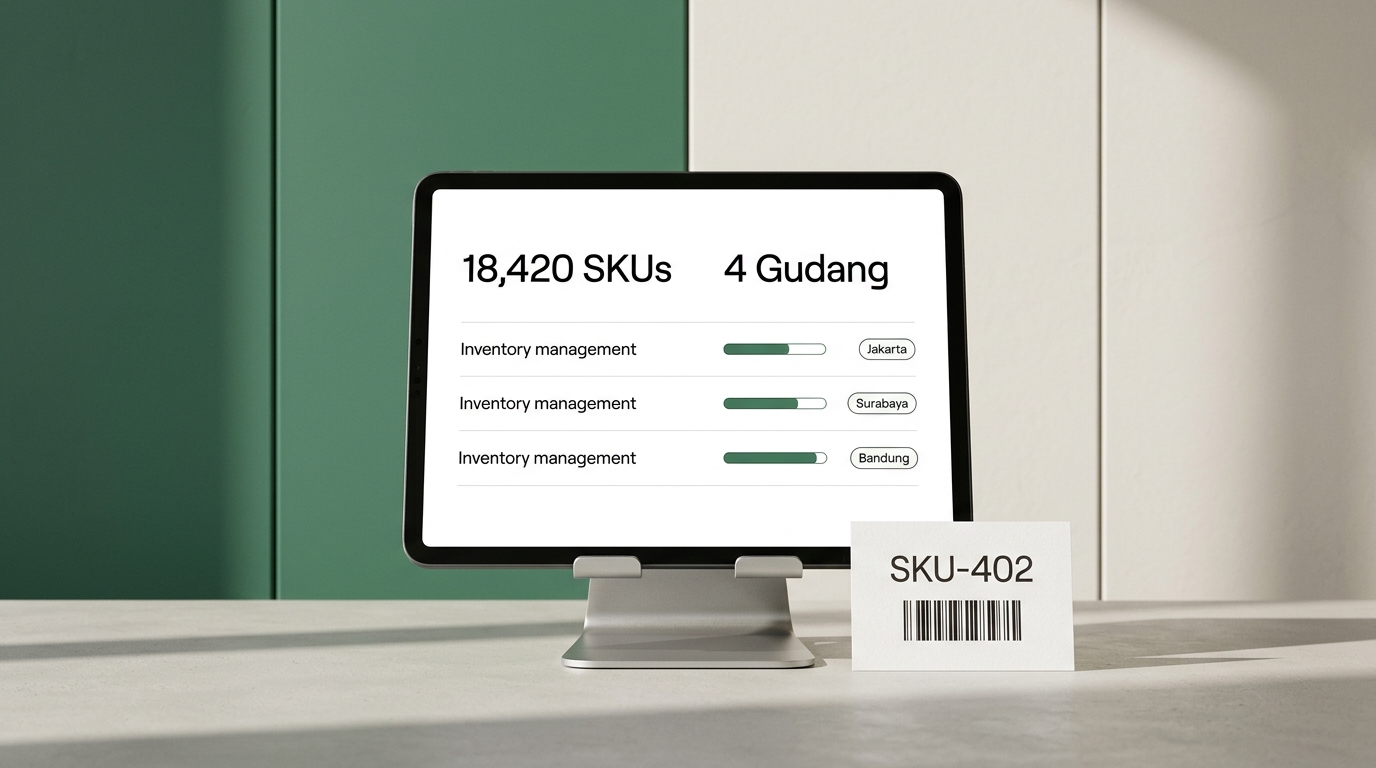 18,420 SKUs 4 Gudang
Inventory management Jakarta
Inventory management Surabaya
Inventory management Bandung
SKU-402